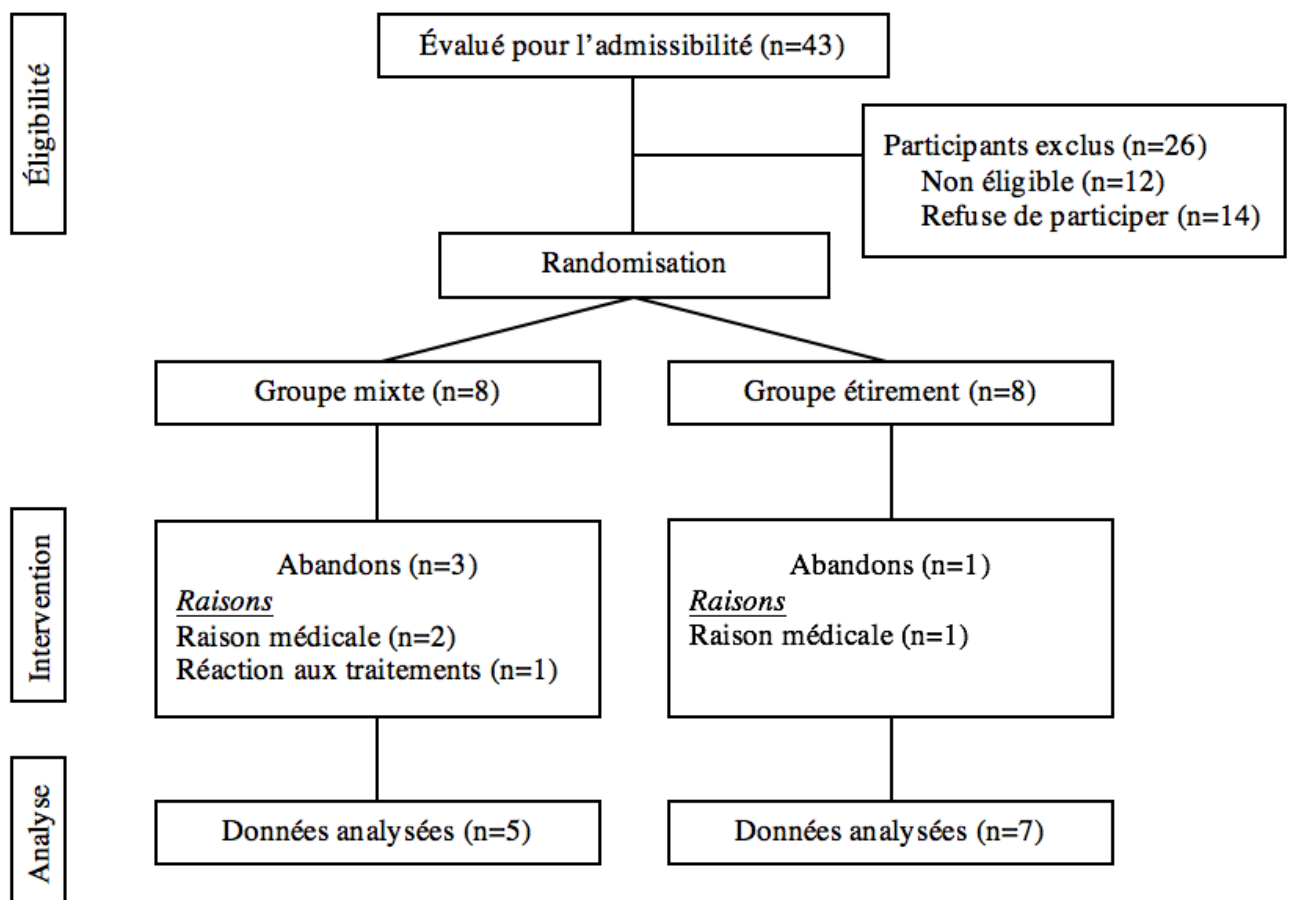 Éligibilité
Évalué pour l’admissibilité (n=43)
Participants exclus (n=26)
Non éligible (n=12)
Refuse de participer (n=14)
Randomisation
Groupe mixte (n=8)
Groupe étirement (n=8)
Intervention
Abandons (n=3)
Raisons
Raison médicale (n=2)
Réaction aux traitements (n=1)
Abandons (n=1)
Raisons
Raison médicale (n=1)
Analyse
Données analysées (n=5)
Données analysées (n=7)